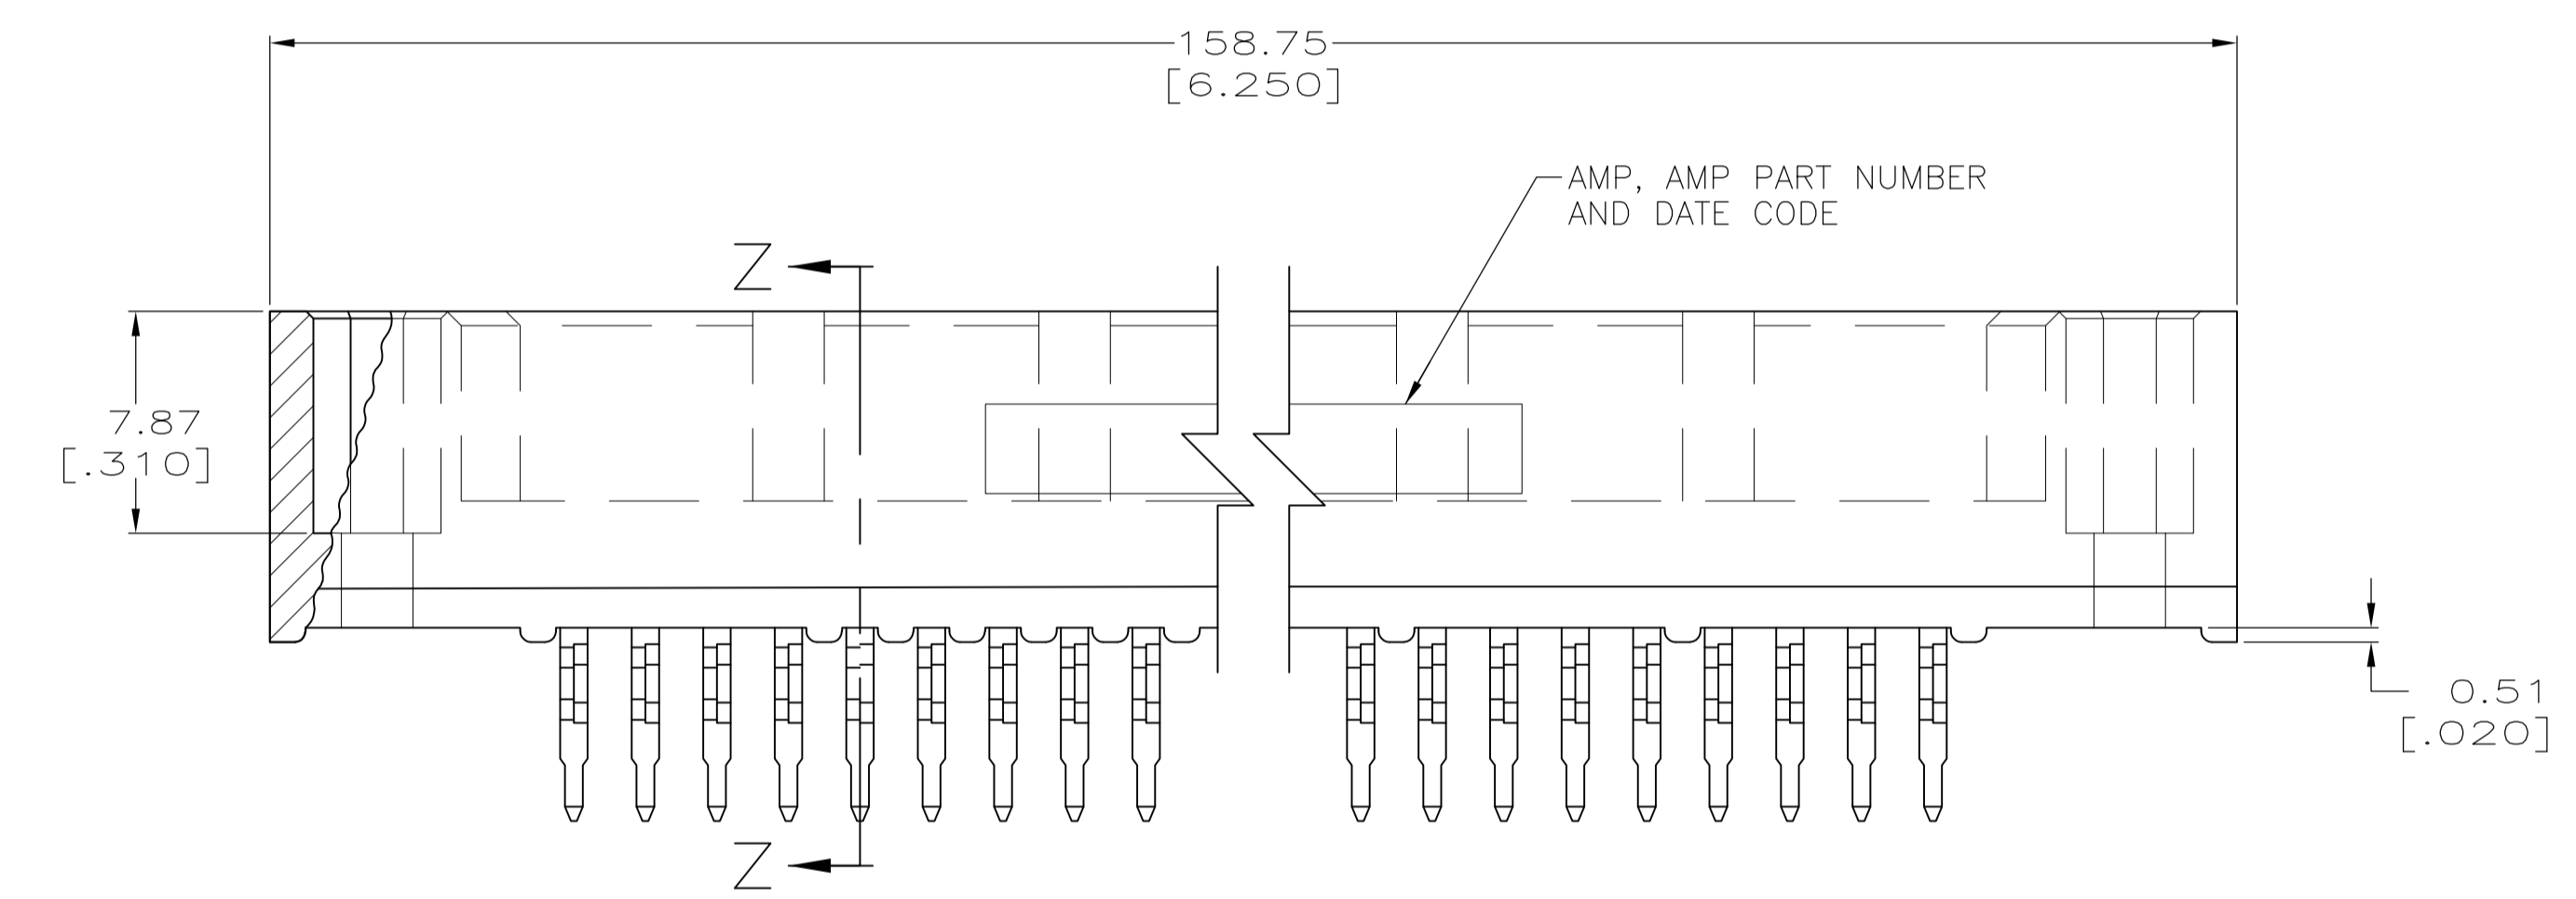 158.75
[6.250]
AMP, AMP PART NUMBER
AND DATE CODE
Z
7.87
[.310]
0.51
[.020]
Z